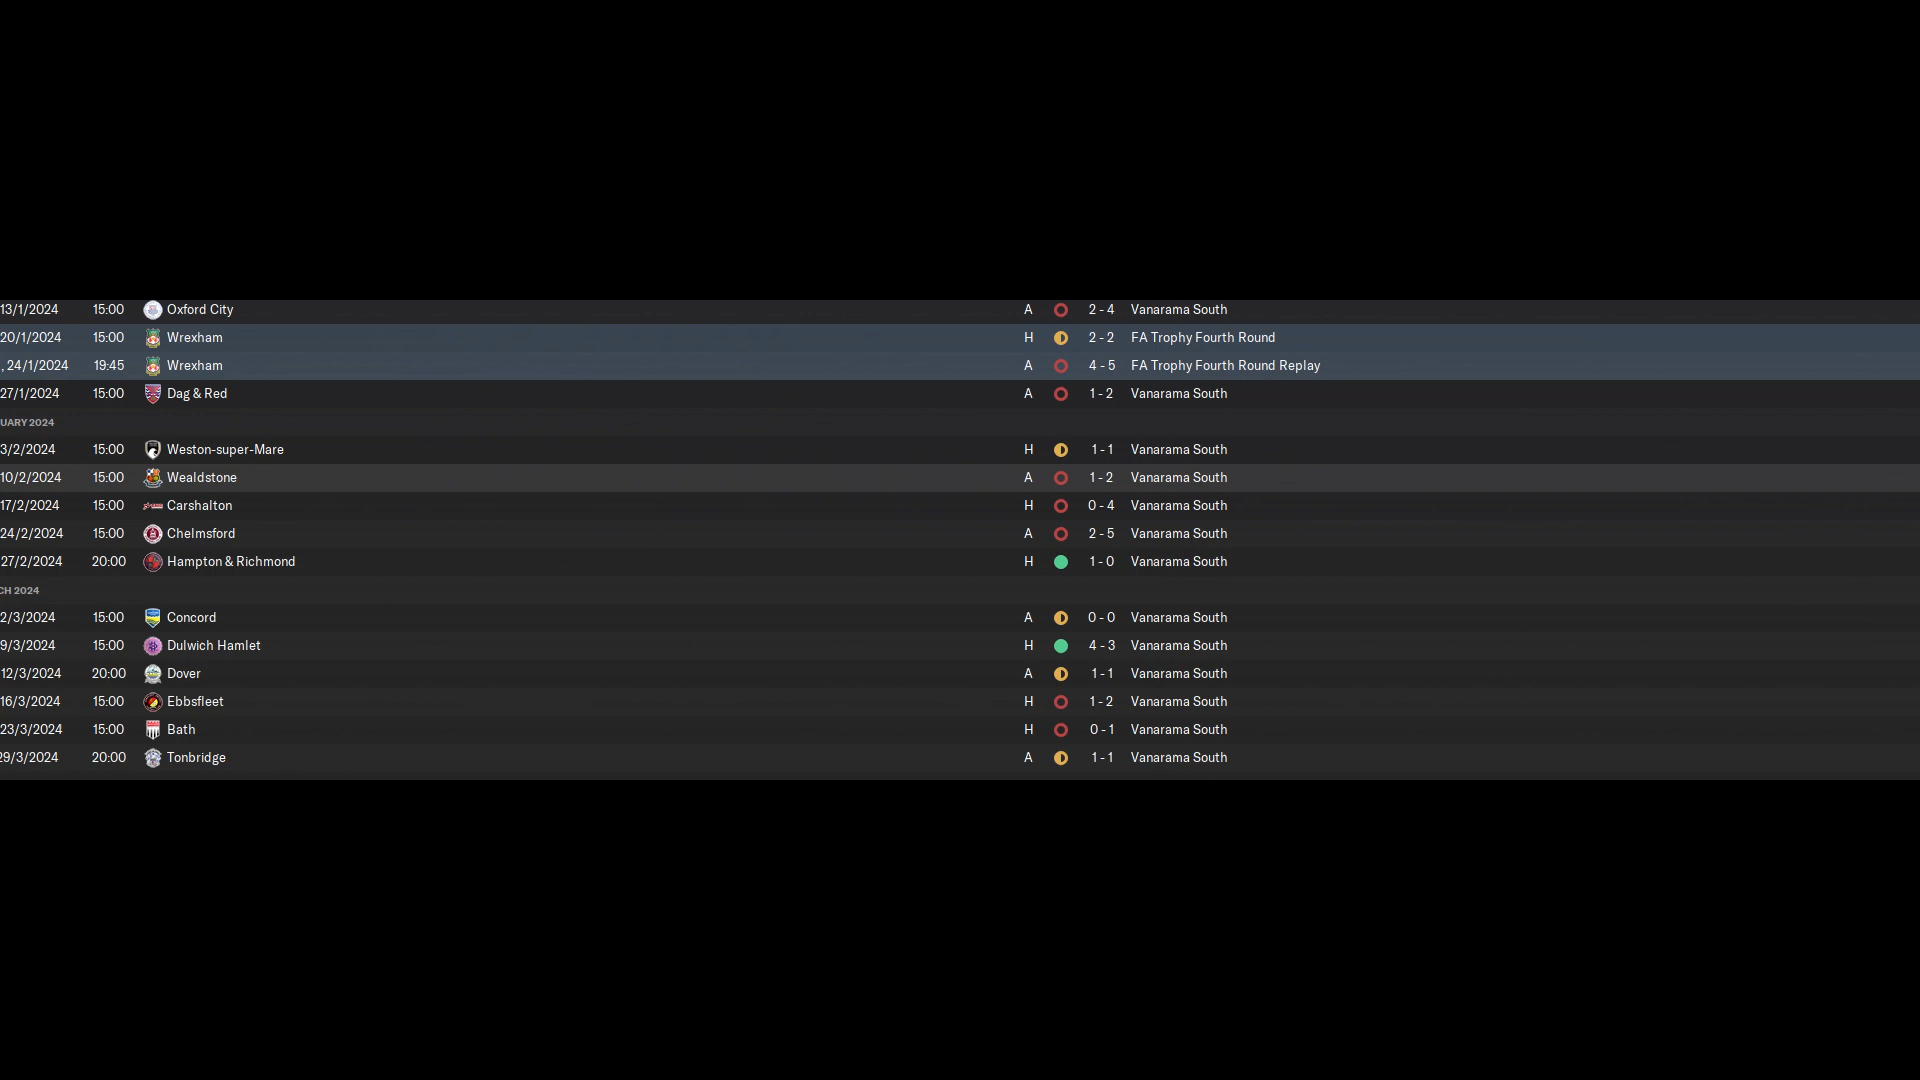 13/1/2024 15:00 Oxford City A 2 - 4 Vanarama South
20/1/2024 15:00 Wrexham H 2 - 2 FA Trophy Fourth Round
, 24/1/2024 19:45 Wrexham A 4 - 5 FA Trophy Fourth Round Replay
27/1/2024 15:00 Dag & Red A 1 - 2 Vanarama South
UARY 2024
3/2/2024 15:00 Weston-super-Mare H 1 - 1 Vanarama South
10/2/2024 15:00 Wealdstone A 1 - 2 Vanarama South
17/2/2024 15:00 Carshalton H 0 - 4 Vanarama South
24/2/2024 15:00 Chelmsford A 2 - 5 Vanarama South
27/2/2024 20:00 Hampton & Richmond H 1 - 0 Vanarama South
CH 2024
2/3/2024 15:00 Concord A 0 - 0 Vanarama South
9/3/2024 15:00 Dulwich Hamlet H 4 - 3 Vanarama South
12/3/2024 20:00 Dover A 1 - 1 Vanarama South
16/3/2024 15:00 Ebbsfleet H 1 - 2 Vanarama South
23/3/2024 15:00 Bath H 0 - 1 Vanarama South
29/3/2024 20:00 Tonbridge A 1 - 1 Vanarama South